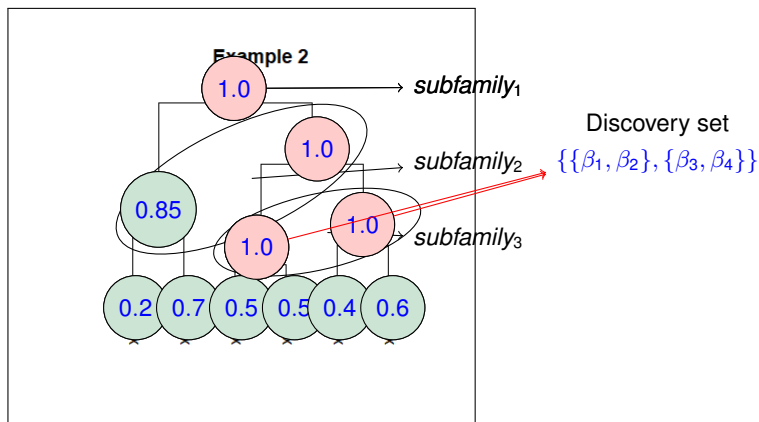 Example 2
1.0
subfamily₁
1.0
Discovery set
{{β₁, β₂}, {β₃, β₄}}
subfamily₂
0.85
1.0
1.0
subfamily₃
0.2 0.7 0.5 0.5 0.4 0.6